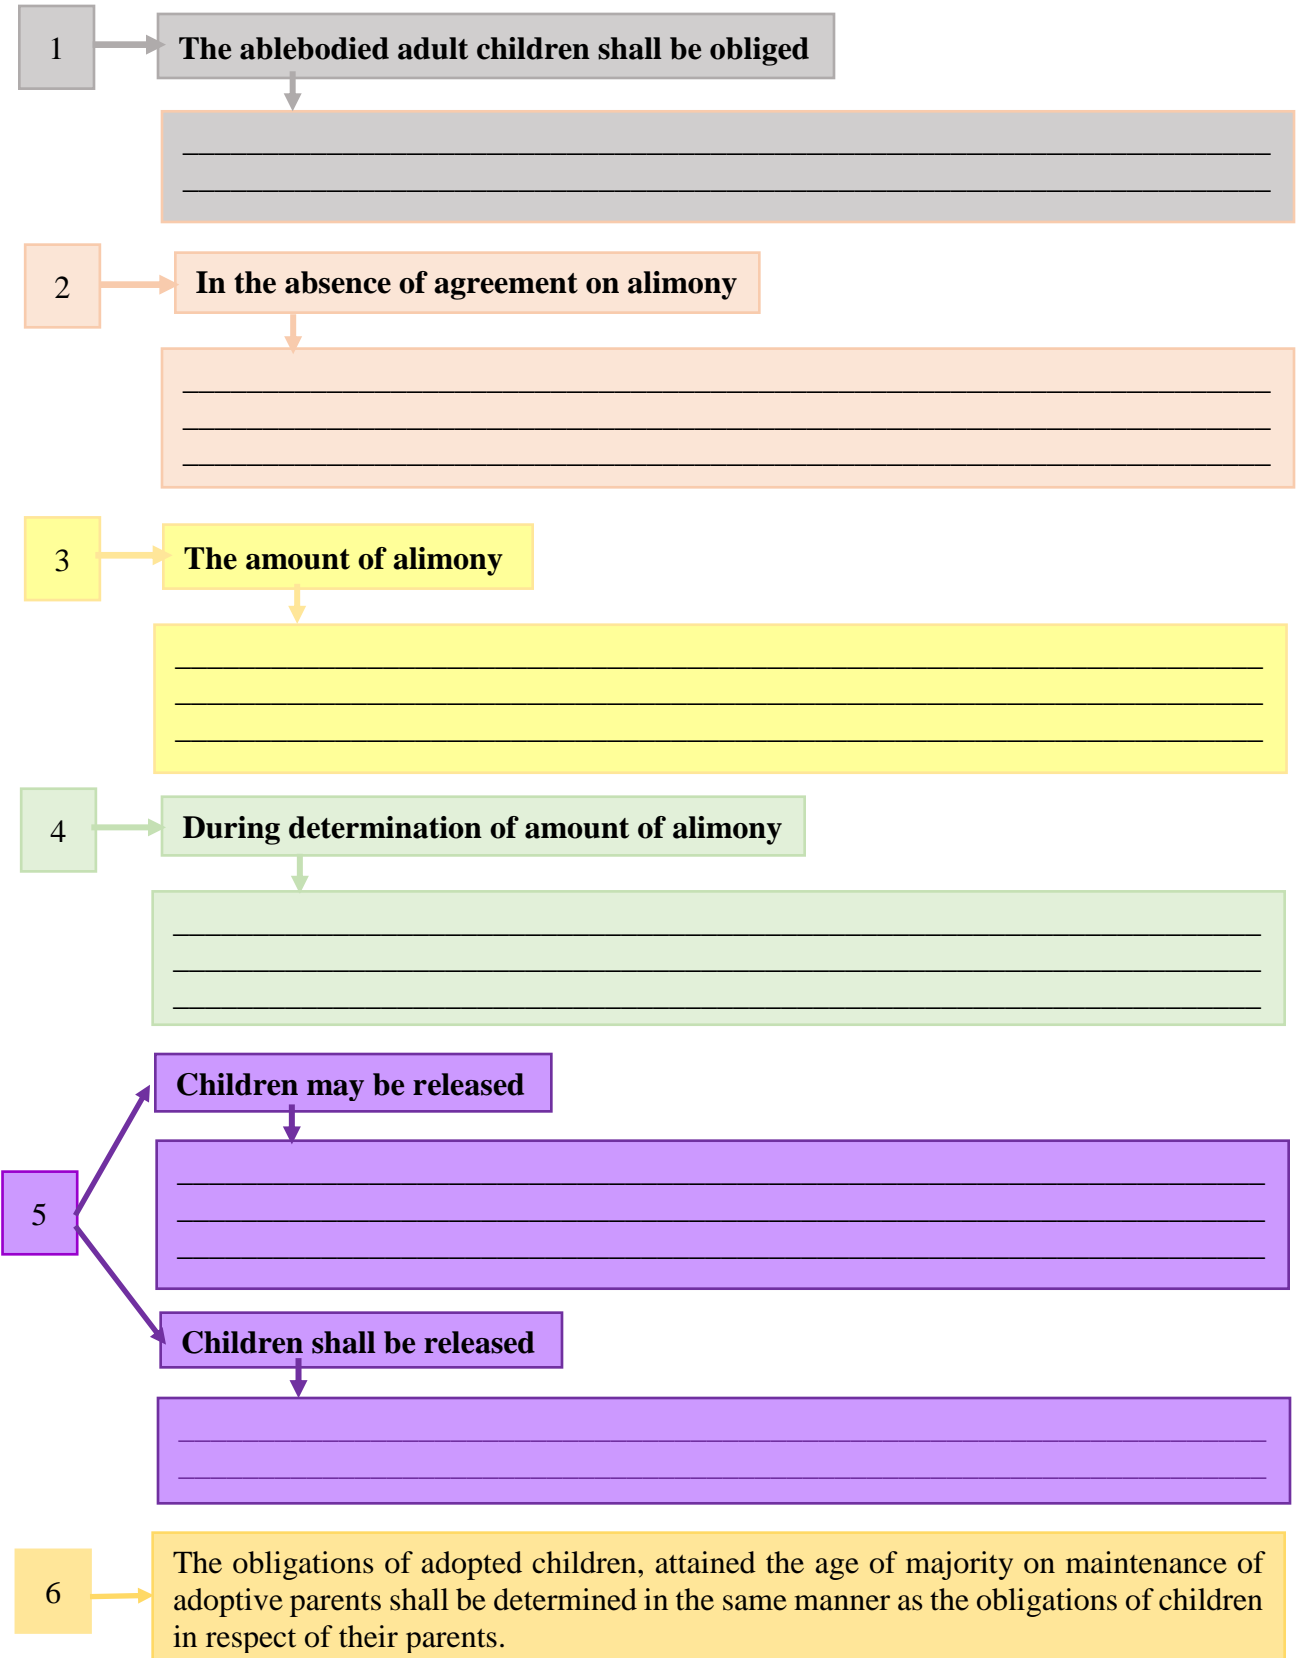 1
The ablebodied adult children shall be obliged
2
In the absence of agreement on alimony
3
The amount of alimony
4
During determination of amount of alimony
Children may be released
5
Children shall be released
6
The obligations of adopted children, attained the age of majority on maintenance of
adoptive parents shall be determined in the same manner as the obligations of children
in respect of their parents.